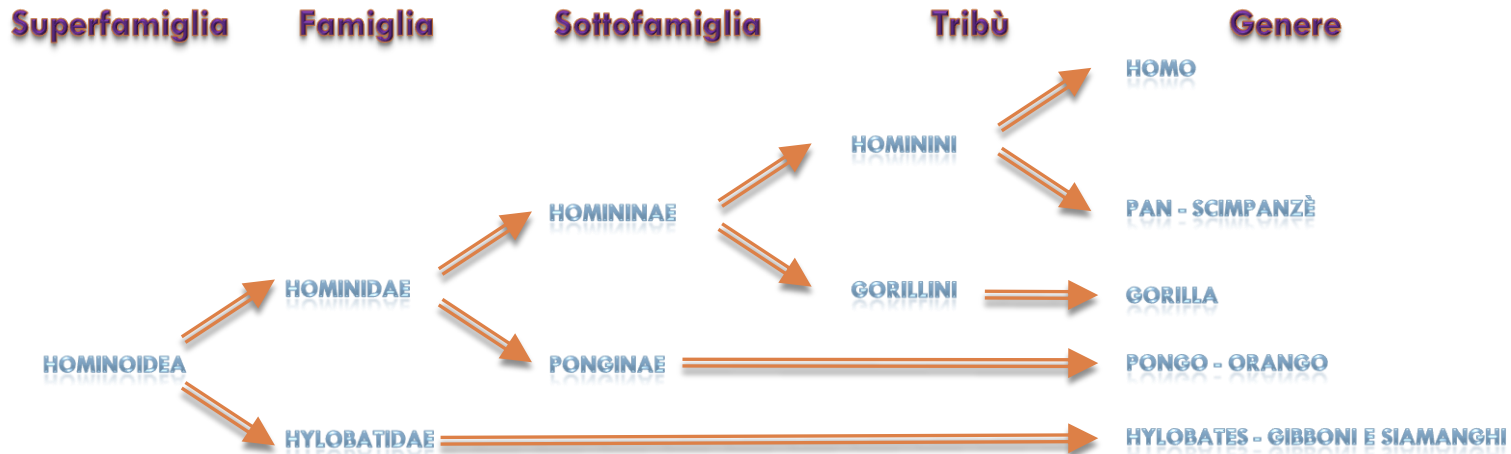 Superfamiglia Famiglia Sottofamiglia Tribù Genere
HOMO
HOMININI
PAN - SCIMPANZÈ
HOMININAE
HOMINIDAE
GORILLINI
GORILLA
HOMINOIDEA
PONGINAE
PONGO - ORANGO
HYLOBATIDAE
HYLOBATES - GIBBONI E SIAMANGHI